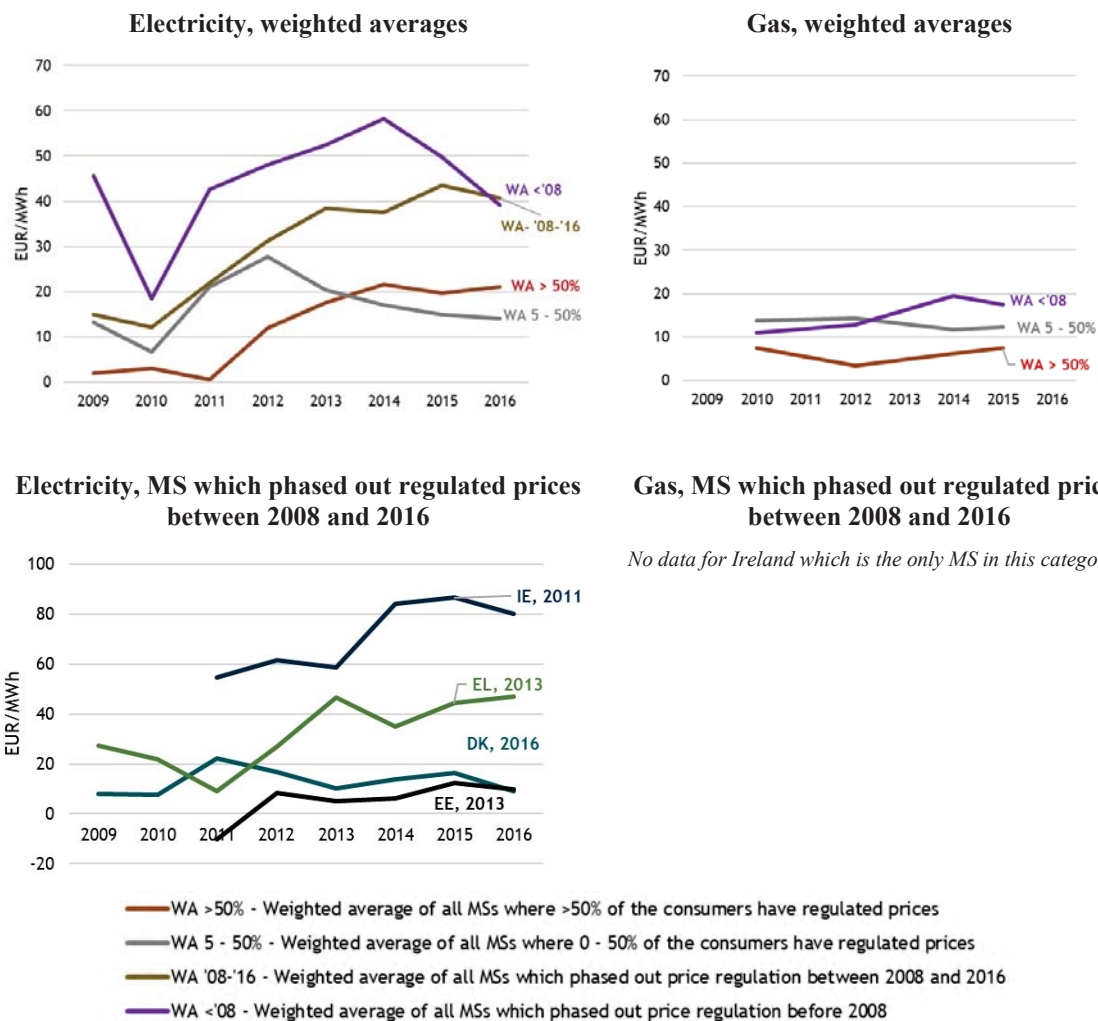 Electricity, weighted averages
70
60
50
40
30
20
10
0
EUR/MWh
2009 2010 2011 2012 2013 2014 2015 2016
WA <'08
WA- '08-'16
WA > 50%
WA 5 - 50%
Gas, weighted averages
70
60
50
40
30
20
10
0
EUR/MWh
2009 2010 2011 2012 2013 2014 2015 2016
WA <'08
WA 5 - 50%
WA > 50%
Electricity, MS which phased out regulated prices
between 2008 and 2016
100
80
60
40
20
0
-20
EUR/MWh
2009 2010 2011 2012 2013 2014 2015 2016
IE, 2011
EL, 2013
DK, 2016
EE, 2013
Gas, MS which phased out regulated pric
between 2008 and 2016
No data for Ireland which is the only MS in this catego
WA >50% - Weighted average of all MSs where >50% of the consumers have regulated prices
WA 5 - 50% - Weighted average of all MSs where 0 - 50% of the consumers have regulated prices
WA '08-'16 - Weighted average of all MSs which phased out price regulation between 2008 and 2016
WA <'08 - Weighted average of all MSs which phased out price regulation before 2008